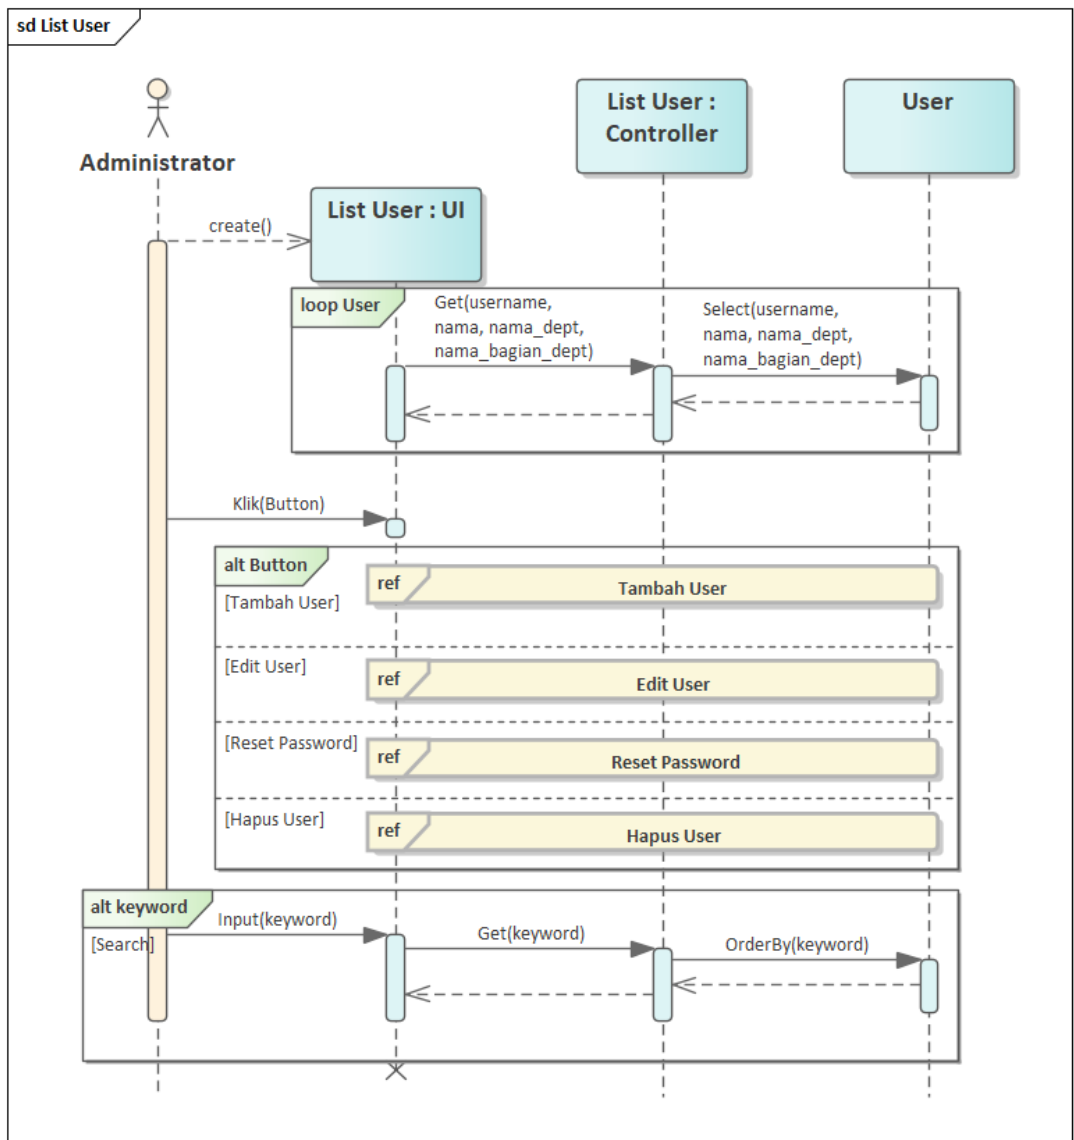 sd List User
Administrator
List User :
Controller
User
List User : UI
create()
loop User
Get(username,
nama, nama_dept,
nama_bagian_dept)
Select(username,
nama, nama_dept,
nama_bagian_dept)
Klik(Button)
alt Button
[Tambah User]
ref
Tambah User
[Edit User]
ref
Edit User
[Reset Password]
ref
Reset Password
[Hapus User]
ref
Hapus User
alt keyword
[Search]
Input(keyword)
Get(keyword)
OrderBy(keyword)